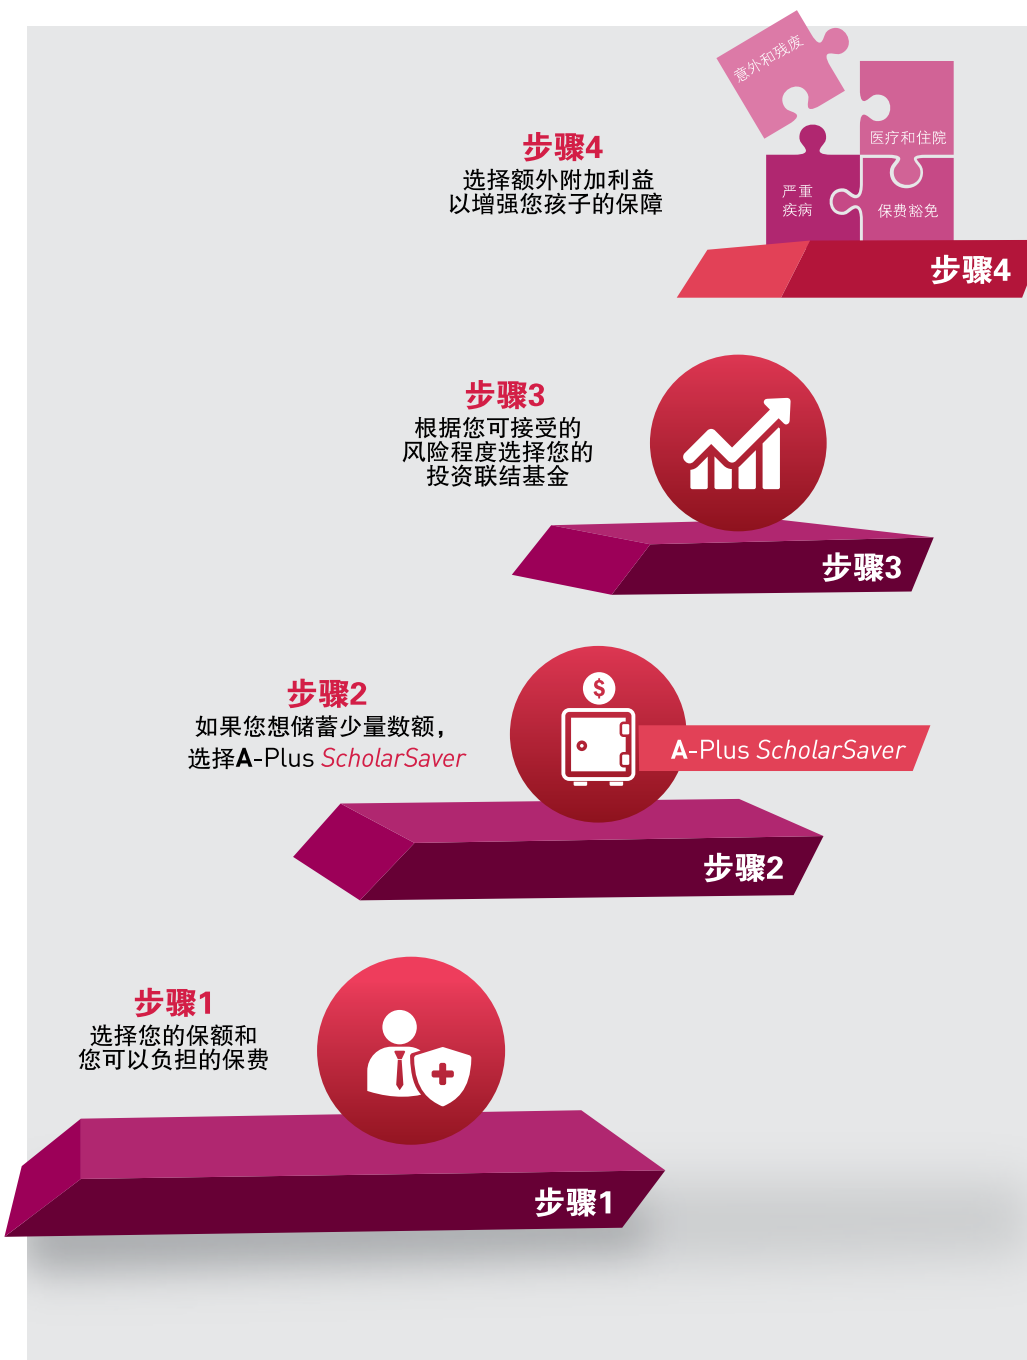 意外和残废
医疗和住院
严重
疾病
保费豁免
步骤4
选择额外附加利益
以增强您孩子的保障
步骤4
步骤3
根据您可接受的
风险程度选择您的
投资联结基金
步骤3
步骤2
如果您想储蓄少量数额，
选择A-Plus ScholarSaver
A-Plus ScholarSaver
步骤2
步骤1
选择您的保额和
您可以负担的保费
步骤1